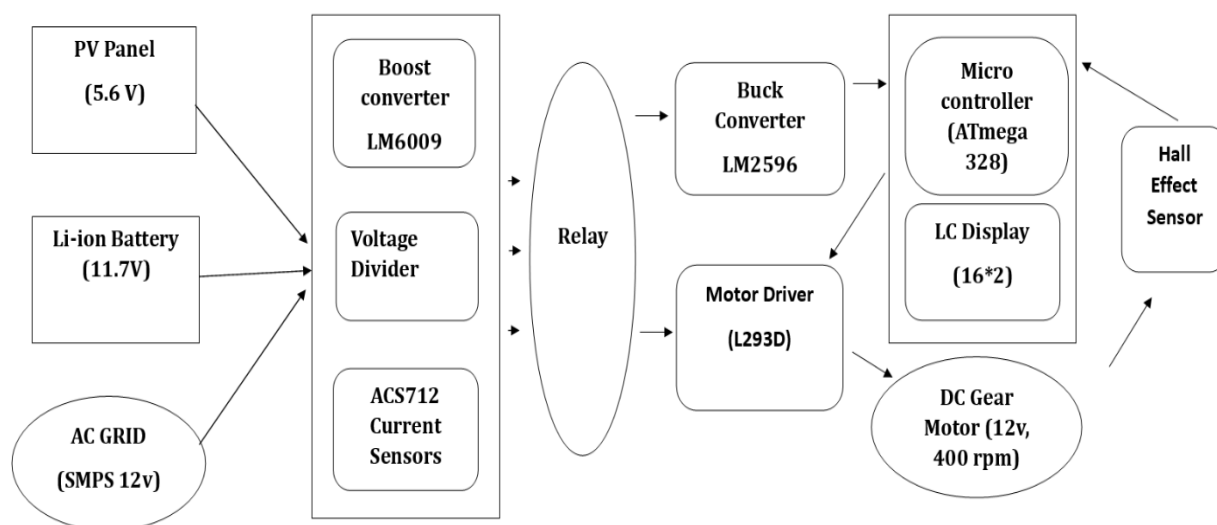 PV Panel
(5.6 V)
Li-ion Battery
(11.7V)
AC GRID
(SMPS 12v)
Boost
converter
LM6009
Voltage
Divider
ACS712
Current
Sensors
Relay
Buck
Converter
LM2596
Motor Driver
(L293D)
Micro
controller
(ATmega
328)
LC Display
(16*2)
DC Gear
Motor (12v,
400 rpm)
Hall
Effect
Sensor